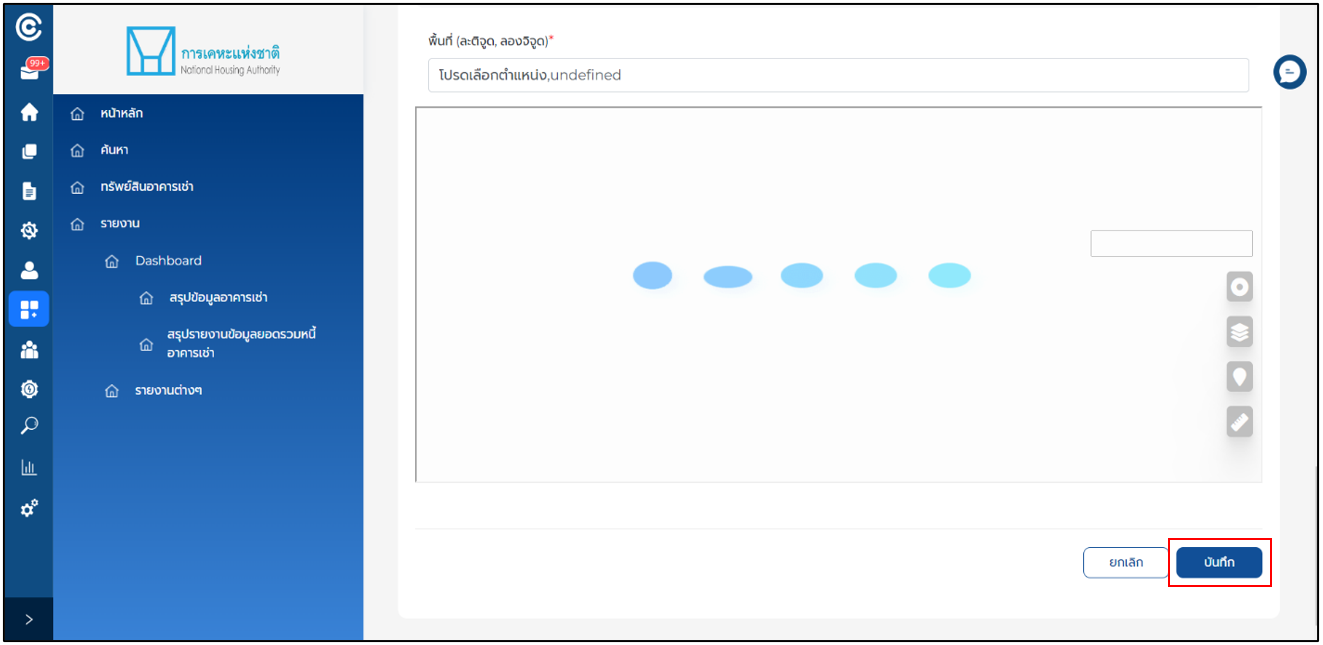 99+
การเคหะแห่งชาติ
National Housing Authority
หน้าหลัก
ค้นหา
ทรัพย์สินอาคารเช่า
รายงาน
Dashboard
สรุปข้อมูลอาคารเช่า
สรุปรายงานข้อมูลยอดรวมหนี้
อาคารเช่า
รายงานต่างๆ
พื้นที่ (ละติจูด, ลองจิจูด)*
โปรดเลือกตำแหน่ง,undefined
ยกเลิก
บันทึก